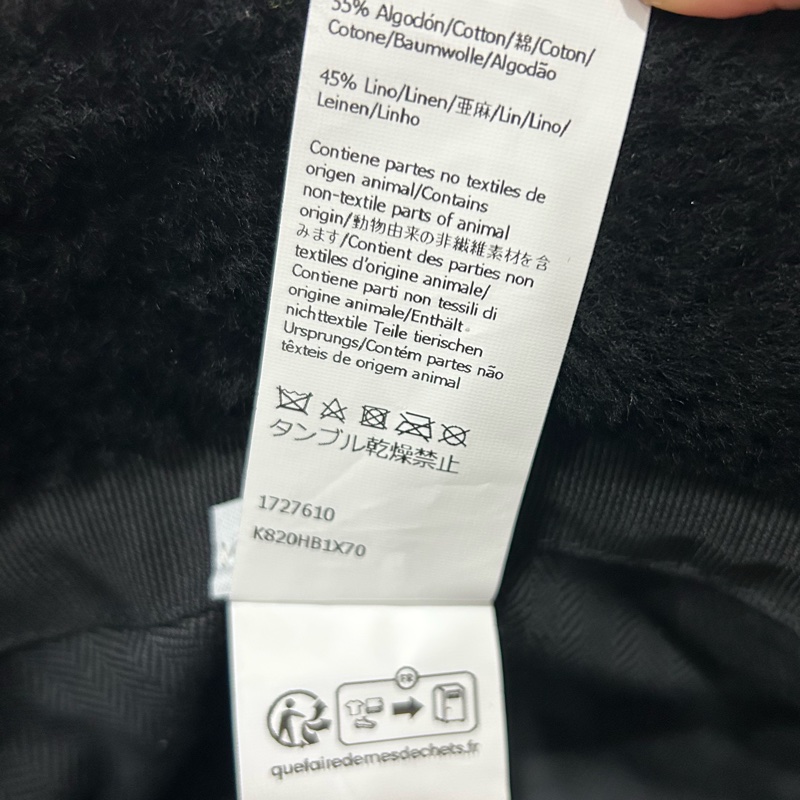 55% Algodón/Cotton/綿/Coton/
Cotone/Baumwolle/Algodão
45% Lino/Linen/亜麻/Lin/Lino/
Leinen/Linho
Contiene partes no textiles de
origen animal/Contains
non-textile parts of animal
origin/動物由来の非繊維素材を含
みます/Contient des parties non
textiles d'origine animale/
Contiene parti non tessili di
origine animale/Enthält
nichttextile Teile tierischen
Ursprungs/Contém partes não
têxteis de origem animal
タンブル乾燥禁止
1727610
K820HB1X70
FR
quefairedemesdechets.fr